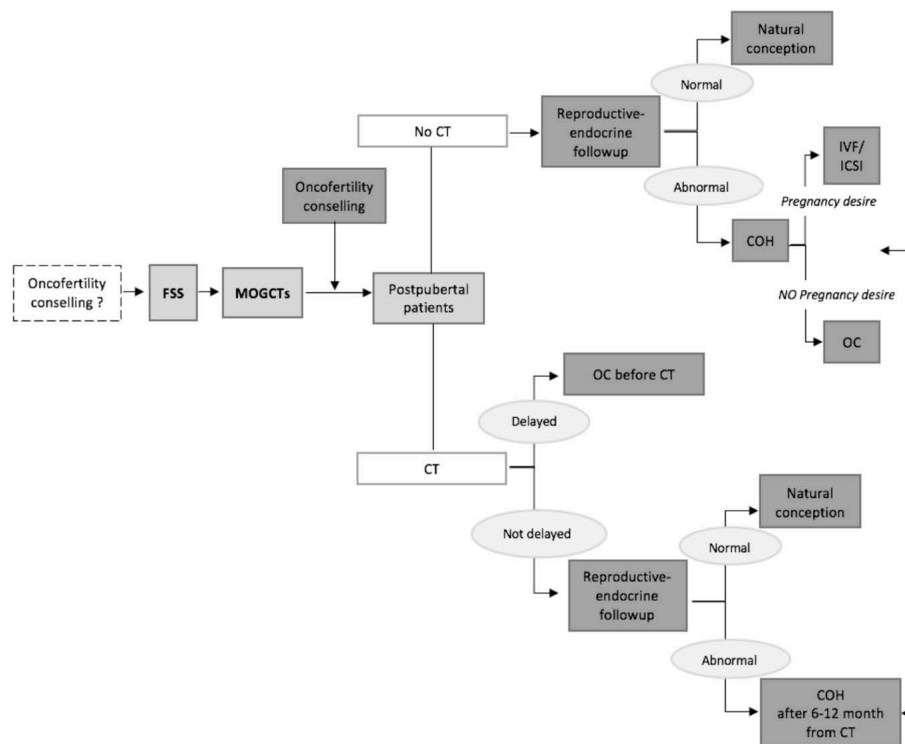 Natural
conception
Normal
No CT
Reproductive-
endocrine
followup
IVF/
ICSI
Oncofertility
conselling
Abnormal
Pregnancy desire
COH
Oncofertility
conselling ?
FSS
MOGCTs
Postpubertal
patients
NO Pregnancy desire
OC
OC before CT
Delayed
CT
Natural
conception
Not delayed
Normal
Reproductive-
endocrine
followup
Abnormal
COH
after 6-12 month
from CT